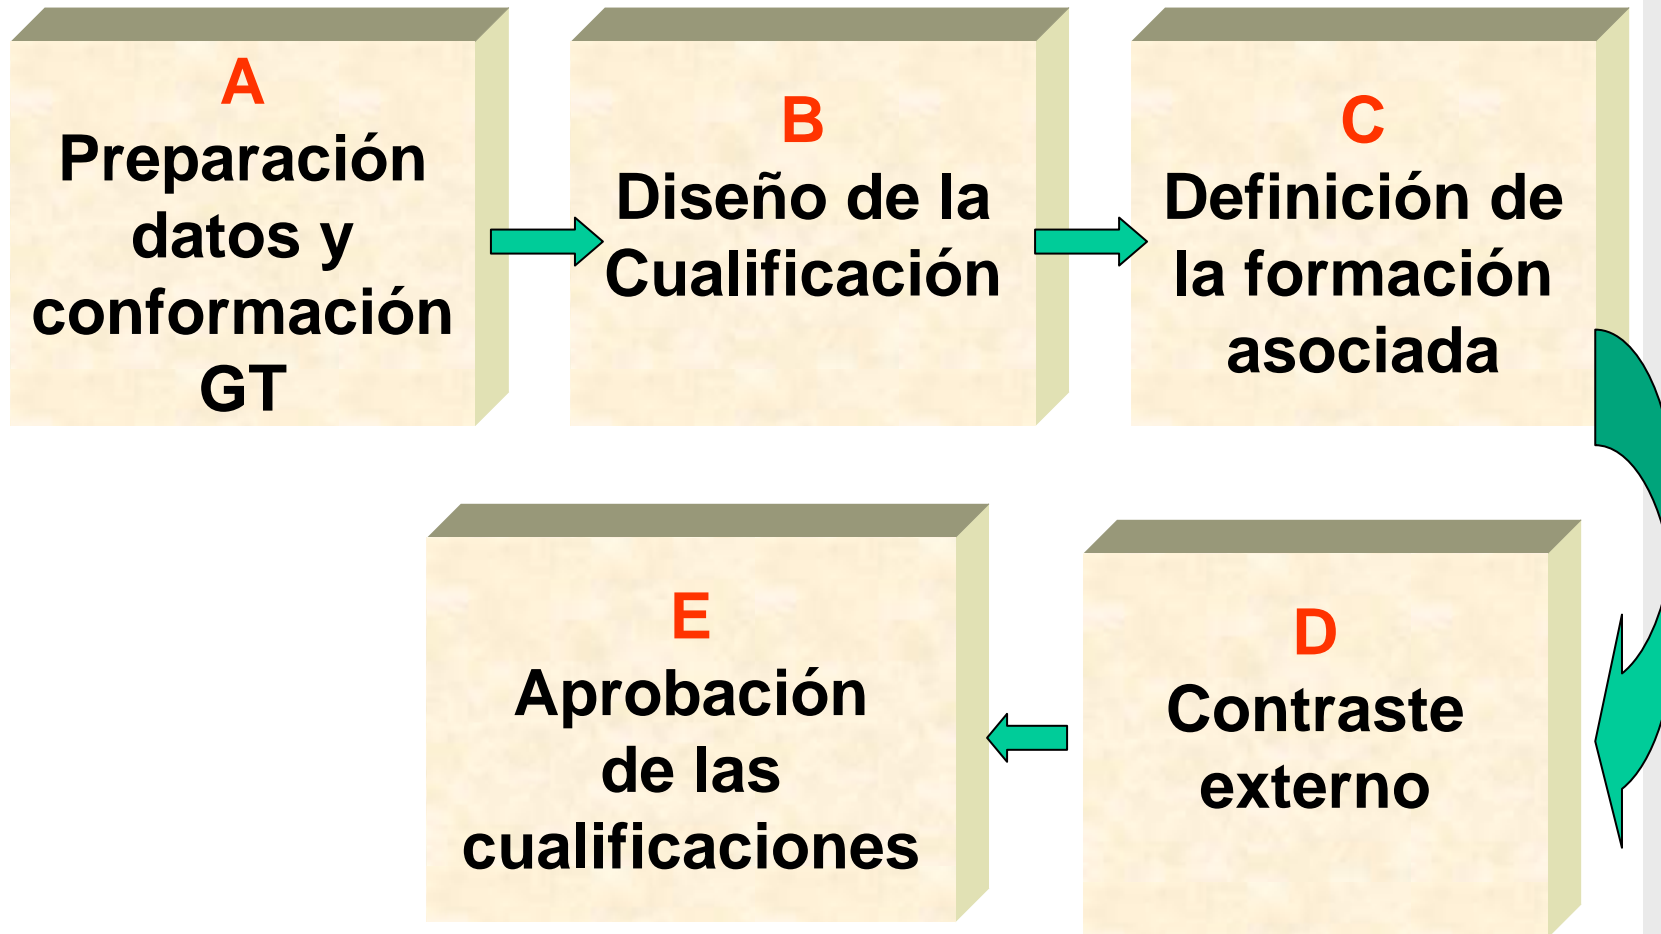 A
Preparación
datos y
conformación
GT
B
Diseño de la
Cualificación
C
Definición de
la formación
asociada
E
Aprobación
de las
cualificaciones
D
Contraste
externo